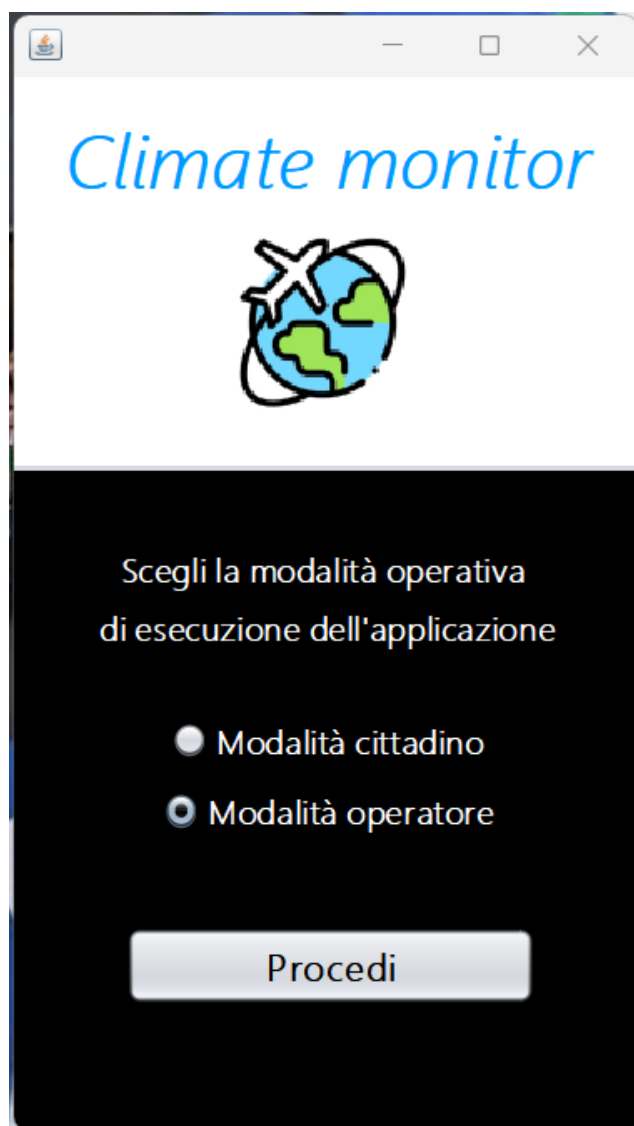 Climate monitor
Scegli la modalità operativa
di esecuzione dell'applicazione
Modalità cittadino
Modalità operatore
Procedi